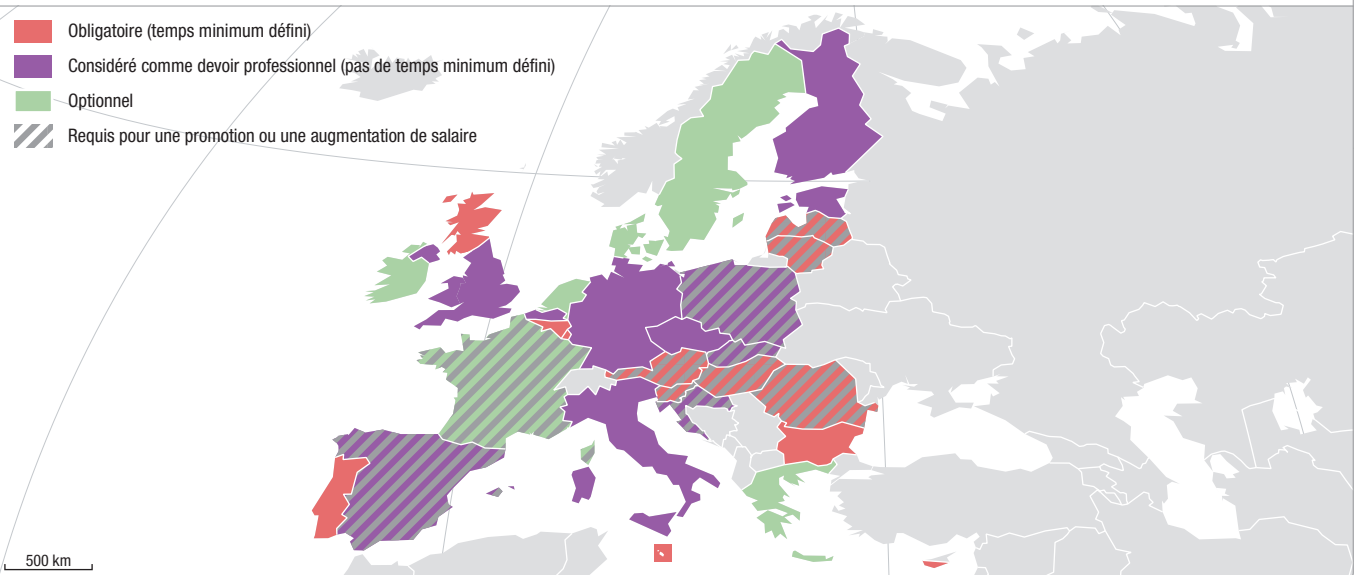 Obligatoire (temps minimum défini)
Considéré comme devoir professionnel (pas de temps minimum défini)
Optionnel
Requis pour une promotion ou une augmentation de salaire
500 km